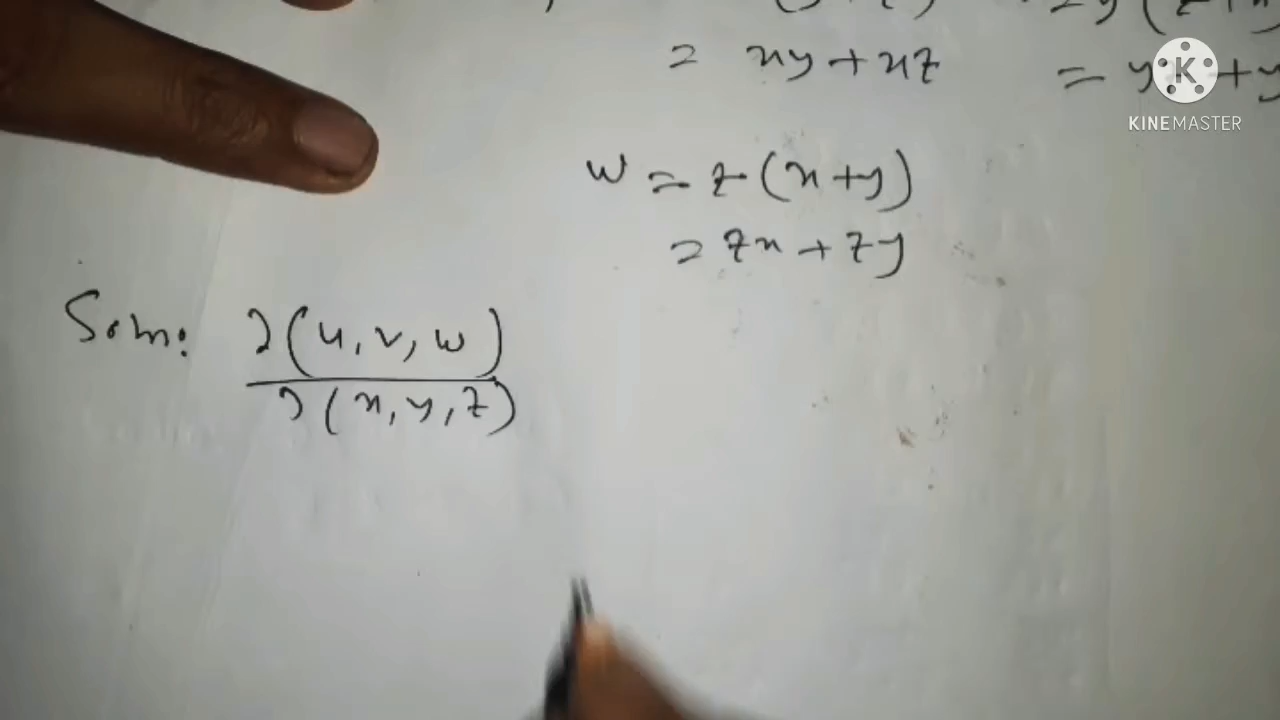 = xy + xz = y
w = z (x + y)
= zx + zy
Soln: ∂(u, v, w)
∂(x, y, z)
KINEMASTER